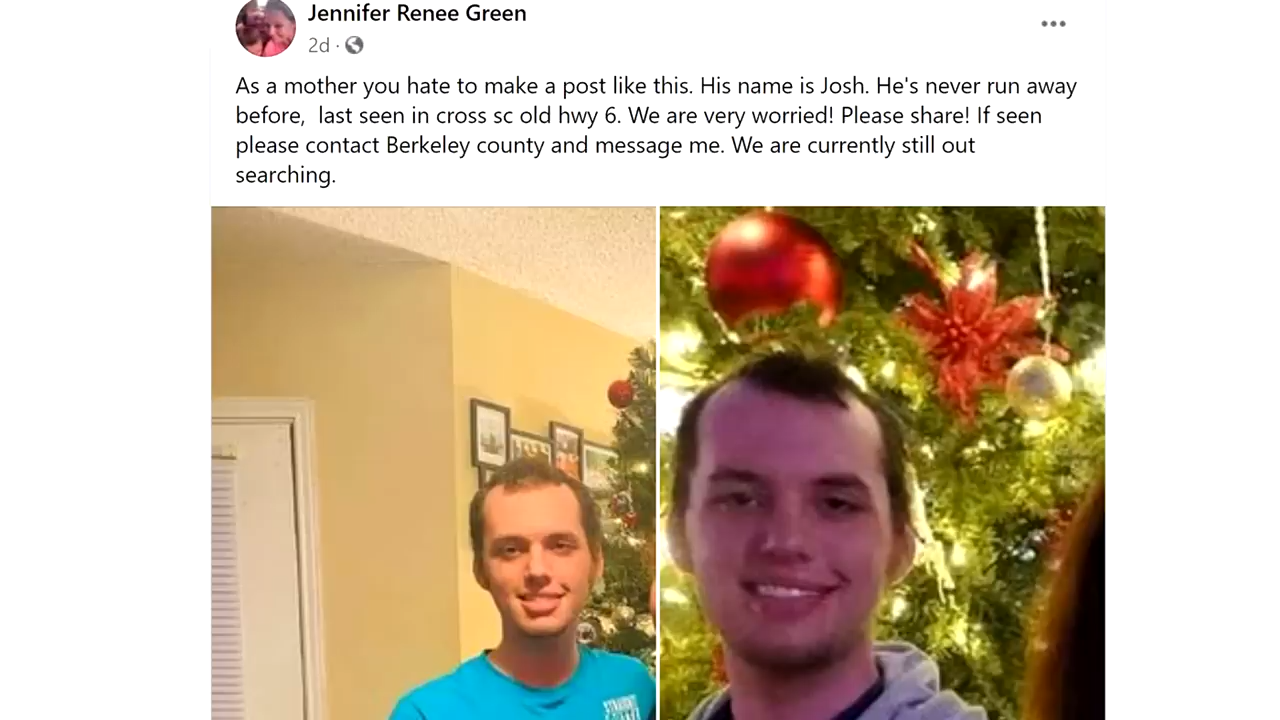 Jennifer Renee Green
2d ·
As a mother you hate to make a post like this. His name is Josh. He's never run away
before,  last seen in cross sc old hwy 6. We are very worried! Please share! If seen
please contact Berkeley county and message me. We are currently still out
searching.
STRAIGHT